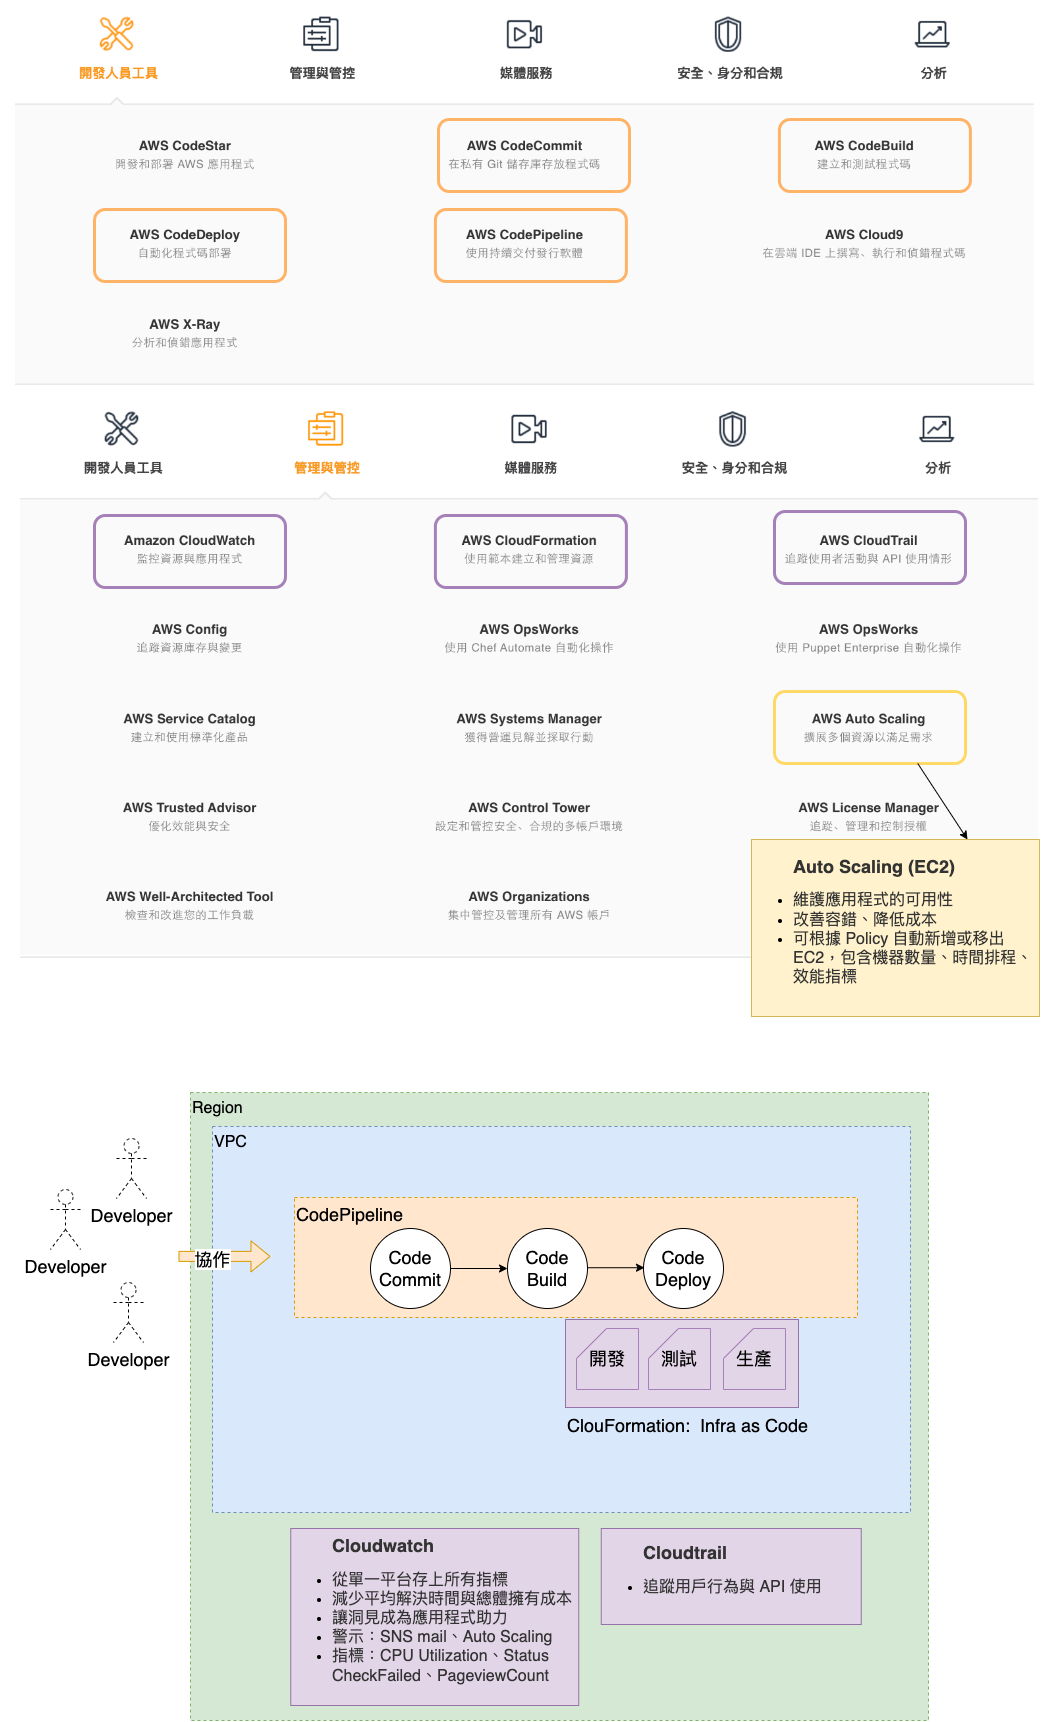 開發人員工具
管理與管控
媒體服務
安全、身分和合規
分析
AWS CodeStar
開發和部署 AWS 應用程式
AWS CodeCommit
在私有 Git 儲存庫存放程式碼
AWS CodeBuild
建立和測試程式碼
AWS CodeDeploy
自動化程式碼部署
AWS CodePipeline
使用持續交付發行軟體
AWS Cloud9
在雲端 IDE 上撰寫、執行和偵錯程式碼
AWS X-Ray
分析和偵錯應用程式
開發人員工具
管理與管控
媒體服務
安全、身分和合規
分析
Amazon CloudWatch
監控資源與應用程式
AWS CloudFormation
使用範本建立和管理資源
AWS CloudTrail
追蹤使用者活動與 API 使用情形
AWS Config
追蹤資源庫存與變更
AWS OpsWorks
使用 Chef Automate 自動化操作
AWS OpsWorks
使用 Puppet Enterprise 自動化操作
AWS Service Catalog
建立和使用標準化產品
AWS Systems Manager
獲得營運見解並採取行動
AWS Auto Scaling
擴展多個資源以滿足需求
AWS Trusted Advisor
優化效能與安全
AWS Control Tower
設定和管控安全、合規的多帳戶環境
AWS License Manager
追蹤、管理和控制授權
AWS Well-Architected Tool
檢查和改進您的工作負載
AWS Organizations
集中管控及管理所有 AWS 帳戶
Auto Scaling (EC2)
• 維護應用程式的可用性
• 改善容錯、降低成本
• 可根據 Policy 自動新增或移出
EC2，包含機器數量、時間排程、
效能指標
Region
VPC
Developer
Developer
Developer
協作
CodePipeline
Code
Commit
Code
Build
Code
Deploy
開發
測試
生產
ClouFormation: Infra as Code
Cloudwatch
• 從單一平台存上所有指標
• 減少平均解決時間與總體擁有成本
• 讓洞見成為應用程式助力
• 警示：SNS mail、Auto Scaling
• 指標：CPU Utilization、Status
CheckFailed、PageviewCount
Cloudtrail
• 追蹤用戶行為與 API 使用